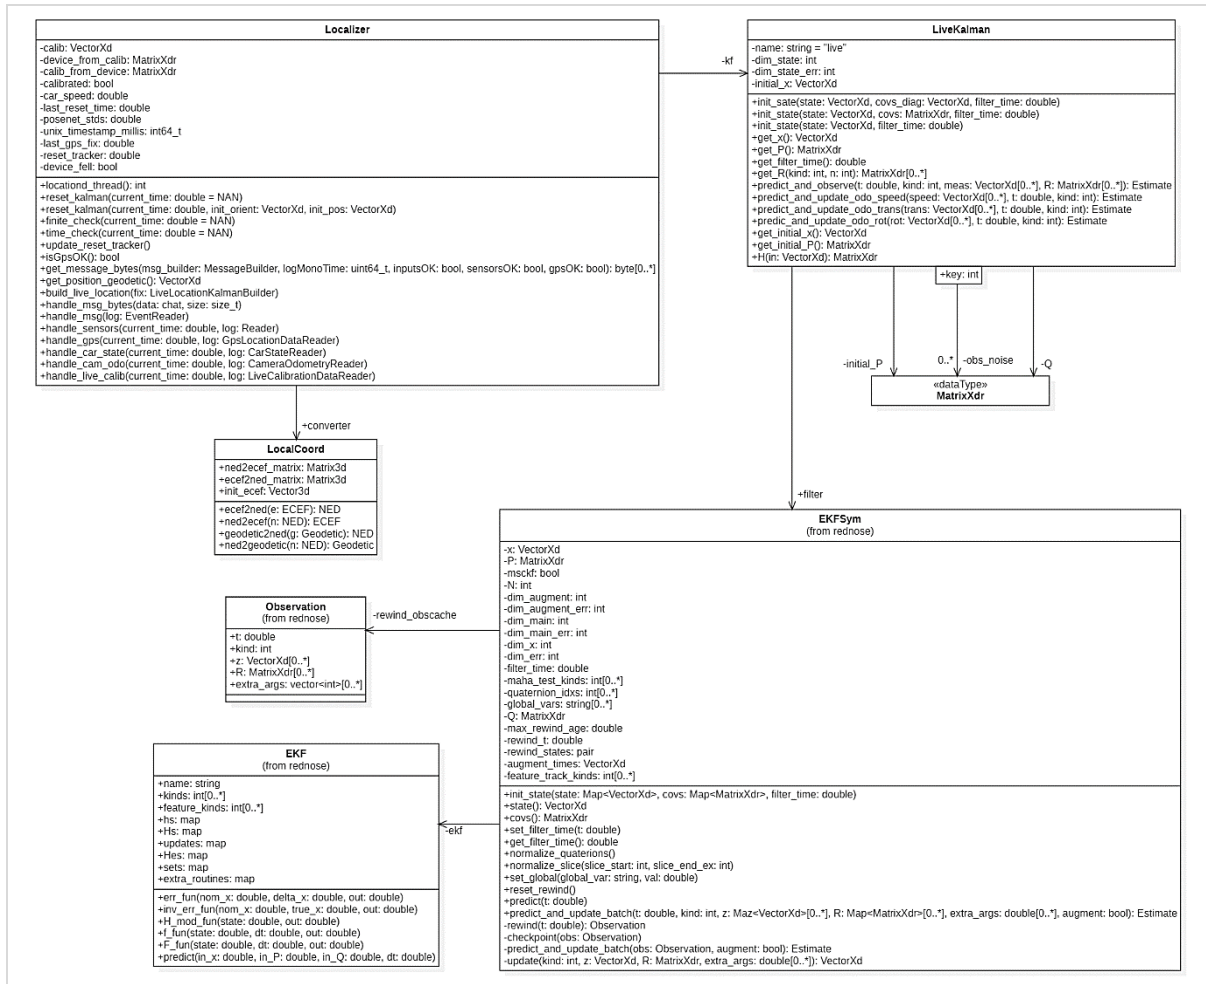 Localizer
-calib: VectorXd
-device_from_calib: MatrixXdr
-calib_from_device: MatrixXdr
-calibrated: bool
-car_speed: double
-last_reset_time: double
-posenet_stds: double
-unix_timestamp_millis: int64_t
-last_gps_fix: double
-reset_tracker: double
-device_fell: bool
+locationd_thread(): int
+reset_kalman(current_time: double = NAN)
+reset_kalman(current_time: double, init_orient: VectorXd, init_pos: VectorXd)
+finite_check(current_time: double = NAN)
+time_check(current_time: double = NAN)
+update_reset_tracker()
+isGpsOK(): bool
+get_message_bytes(msg_builder: MessageBuilder, logMonoTime: uint64_t, inputsOK: bool, sensorsOK: bool, gpsOK: bool): byte[0..*]
+get_position_geodetic(): VectorXd
+build_live_location(fix: LiveLocationKalmanBuilder)
+handle_msg_bytes(data: chat, size: size_t)
+handle_msg(log: EventReader)
+handle_sensors(current_time: double, log: Reader)
+handle_gps(current_time: double, log: GpsLocationDataReader)
+handle_car_state(current_time: double, log: CarStateReader)
+handle_cam_odo(current_time: double, log: CameraOdometryReader)
+handle_live_calib(current_time: double, log: LiveCalibrationDataReader)
-kf
LiveKalman
-name: string = "live"
-dim_state: int
-dim_state_err: int
-initial_x: VectorXd
+init_sate(state: VectorXd, covs_diag: VectorXd, filter_time: double)
+init_state(state: VectorXd, covs: MatrixXdr, filter_time: double)
+init_state(state: VectorXd, filter_time: double)
+get_x(): VectorXd
+get_P(): MatrixXdr
+get_filter_time(): double
+get_R(kind: int, n: int): MatrixXdr[0..*]
+predict_and_observe(t: double, kind: int, meas: VectorXd[0..*], R: MatrixXdr[0..*]): Estimate
+predict_and_update_odo_speed(speed: VectorXd[0..*], t: double, kind: int): Estimate
+predict_and_update_odo_trans(trans: VectorXd[0..*], t: double, kind: int): Estimate
+predic_and_update_odo_rot(rot: VectorXd[0..*], t: double, kind: int): Estimate
+get_initial_x(): VectorXd
+get_initial_P(): MatrixXdr
+H(in: VectorXd): MatrixXdr
+key: int
-initial_P
0..*
-obs_noise
-Q
«dataType»
MatrixXdr
+converter
LocalCoord
+ned2ecef_matrix: Matrix3d
+ecef2ned_matrix: Matrix3d
+init_ecef: Vector3d
+ecef2ned(e: ECEF): NED
+ned2ecef(n: NED): ECEF
+geodetic2ned(g: Geodetic): NED
+ned2geodetic(n: NED): Geodetic
+filter
EKFSym
(from rednose)
-x: VectorXd
-P: MatrixXdr
-msckf: bool
-N: int
-dim_augment: int
-dim_augment_err: int
-dim_main: int
-dim_main_err: int
-dim_x: int
-dim_err: int
-filter_time: double
-maha_test_kinds: int[0..*]
-quaternion_idxs: int[0..*]
-global_vars: string[0..*]
-Q: MatrixXdr
-max_rewind_age: double
-rewind_t: double
-rewind_states: pair
-augment_times: VectorXd
-feature_track_kinds: int[0..*]
+init_state(state: Map<VectorXd>, covs: Map<MatrixXdr>, filter_time: double)
+state(): VectorXd
+covs(): MatrixXdr
+set_filter_time(t: double)
+get_filter_time(): double
+normalize_quaterions()
+normalize_slice(slice_start: int, slice_end_ex: int)
+set_global(global_var: string, val: double)
+reset_rewind()
+predict(t: double)
+predict_and_update_batch(t: double, kind: int, z: Maz<VectorXd>[0..*], R: Map<MatrixXdr>[0..*], extra_args: double[0..*], augment: bool): Estimate
-rewind(t: double): Observation
-checkpoint(obs: Observation)
-predict_and_update_batch(obs: Observation, augment: bool): Estimate
-update(kind: int, z: VectorXd, R: MatrixXdr, extra_args: double[0..*]): VectorXd
-rewind_obscache
Observation
(from rednose)
+t: double
+kind: int
+z: VectorXd[0..*]
+R: MatrixXdr[0..*]
+extra_args: vector<int>[0..*]
-ekf
EKF
(from rednose)
+name: string
+kinds: int[0..*]
+feature_kinds: int[0..*]
+hs: map
+Hs: map
+updates: map
+Hes: map
+sets: map
+extra_routines: map
+err_fun(nom_x: double, delta_x: double, out: double)
+inv_err_fun(nom_x: double, true_x: double, out: double)
+H_mod_fun(state: double, out: double)
+f_fun(state: double, dt: double, out: double)
+F_fun(state: double, dt: double, out: double)
+predict(in_x: double, in_P: double, in_Q: double, dt: double)